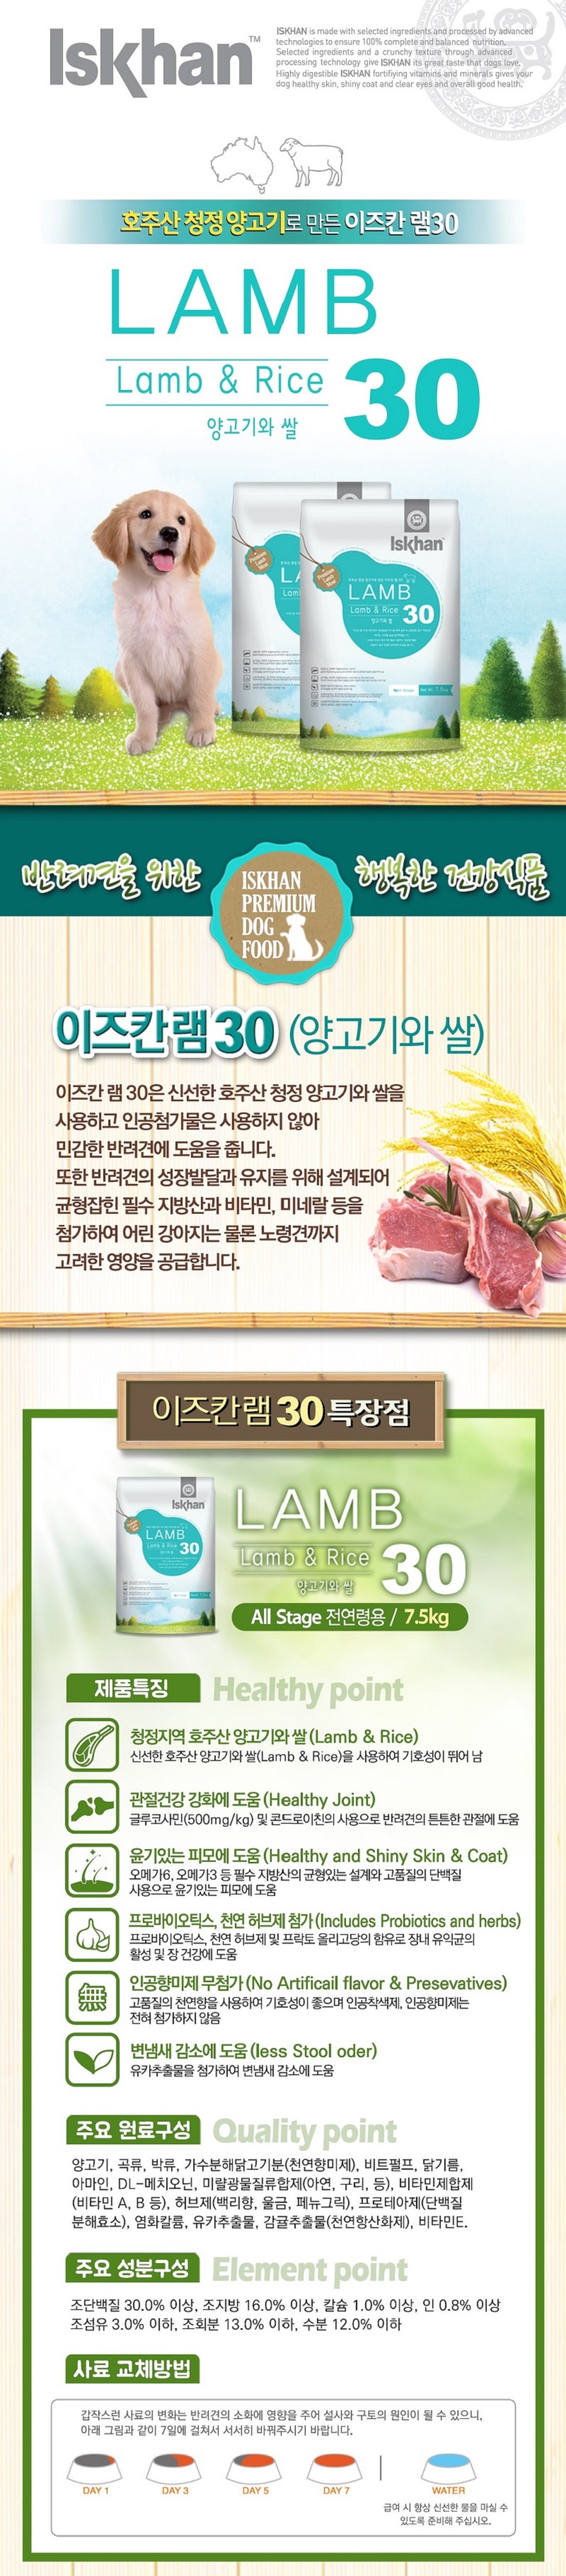 Iskhan™
ISKHAN is made with selected ingredients and processed by advanced
technologies to ensure 100% complete and balanced nutrition.
Selected ingredients and a crunchy texture through advanced
processing technology give ISKHAN its great taste that dogs love.
Highly digestible ISKHAN fortifying vitamins and minerals gives your
dog healthy skin, shiny coat and clear eyes and overall good health.
호주산 청정 양고기로 만든 이즈칸 램30
LAMB
Lamb & Rice
30
양고기와 쌀
Iskhan
LAMB
Lamb & Rice
30
양고기와 쌀
반려견을 위한
ISKHAN
PREMIUM
DOG
FOOD
행복한 건강식품
이즈칸램30 (양고기와 쌀)
이즈칸 램 30은 신선한 호주산 청정 양고기와 쌀을
사용하고 인공첨가물은 사용하지 않아
민감한 반려견에 도움을 줍니다.
또한 반려견의 성장발달과 유지를 위해 설계되어
균형잡힌 필수 지방산과 비타민, 미네랄 등을
첨가하여 어린 강아지는 물론 노령견까지
고려한 영양을 공급합니다.
이즈칸램30특장점
Iskhan
LAMB
Lamb & Rice
30
LAMB
Lamb & Rice
30
양고기와 쌀
All Stage 전연령용 / 7.5kg
제품특징
Healthy point
청정지역 호주산 양고기와 쌀 (Lamb & Rice)
신선한 호주산 양고기와 쌀(Lamb & Rice)을 사용하여 기호성이 뛰어 남
관절건강 강화에 도움 (Healthy Joint)
글루코사민(500mg/kg) 및 콘드로이친의 사용으로 반려견의 튼튼한 관절에 도움
윤기있는 피모에 도움 (Healthy and Shiny Skin & Coat)
오메가6, 오메가3 등 필수 지방산의 균형있는 설계와 고품질의 단백질
사용으로 윤기있는 피모에 도움
프로바이오틱스, 천연 허브제 첨가 (Includes Probiotics and herbs)
프로바이오틱스, 천연 허브제 및 프락토 올리고당의 함유로 장내 유익균의
활성 및 장 건강에 도움
인공향미제 무첨가 (No Artificail flavor & Presevatives)
고품질의 천연향을 사용하여 기호성이 좋으며 인공착색제, 인공향미제는
전혀 첨가하지 않음
변냄새 감소에 도움 (less Stool oder)
유카추출물을 첨가하여 변냄새 감소에 도움
주요 원료구성
Quality point
양고기, 곡류, 박류, 가수분해닭고기분(천연향미제), 비트펄프, 닭기름,
아마인, DL-메치오닌, 미량광물질류합제(아연, 구리, 등), 비타민제합제
(비타민 A, B 등), 허브제(백리향, 울금, 페뉴그릭), 프로테아제(단백질
분해효소), 염화칼륨, 유카추출물, 감귤추출물(천연항산화제), 비타민E.
주요 성분구성
Element point
조단백질 30.0% 이상, 조지방 16.0% 이상, 칼슘 1.0% 이상, 인 0.8% 이상
조섬유 3.0% 이하, 조회분 13.0% 이하, 수분 12.0% 이하
사료 교체방법
갑작스런 사료의 변화는 반려견의 소화에 영향을 주어 설사와 구토의 원인이 될 수 있으니,
아래 그림과 같이 7일에 걸쳐서 서서히 바꿔주시기 바랍니다.
DAY 1
DAY 3
DAY 5
DAY 7
WATER
급여 시 항상 신선한 물을 마실 수
있도록 준비해 주십시오.